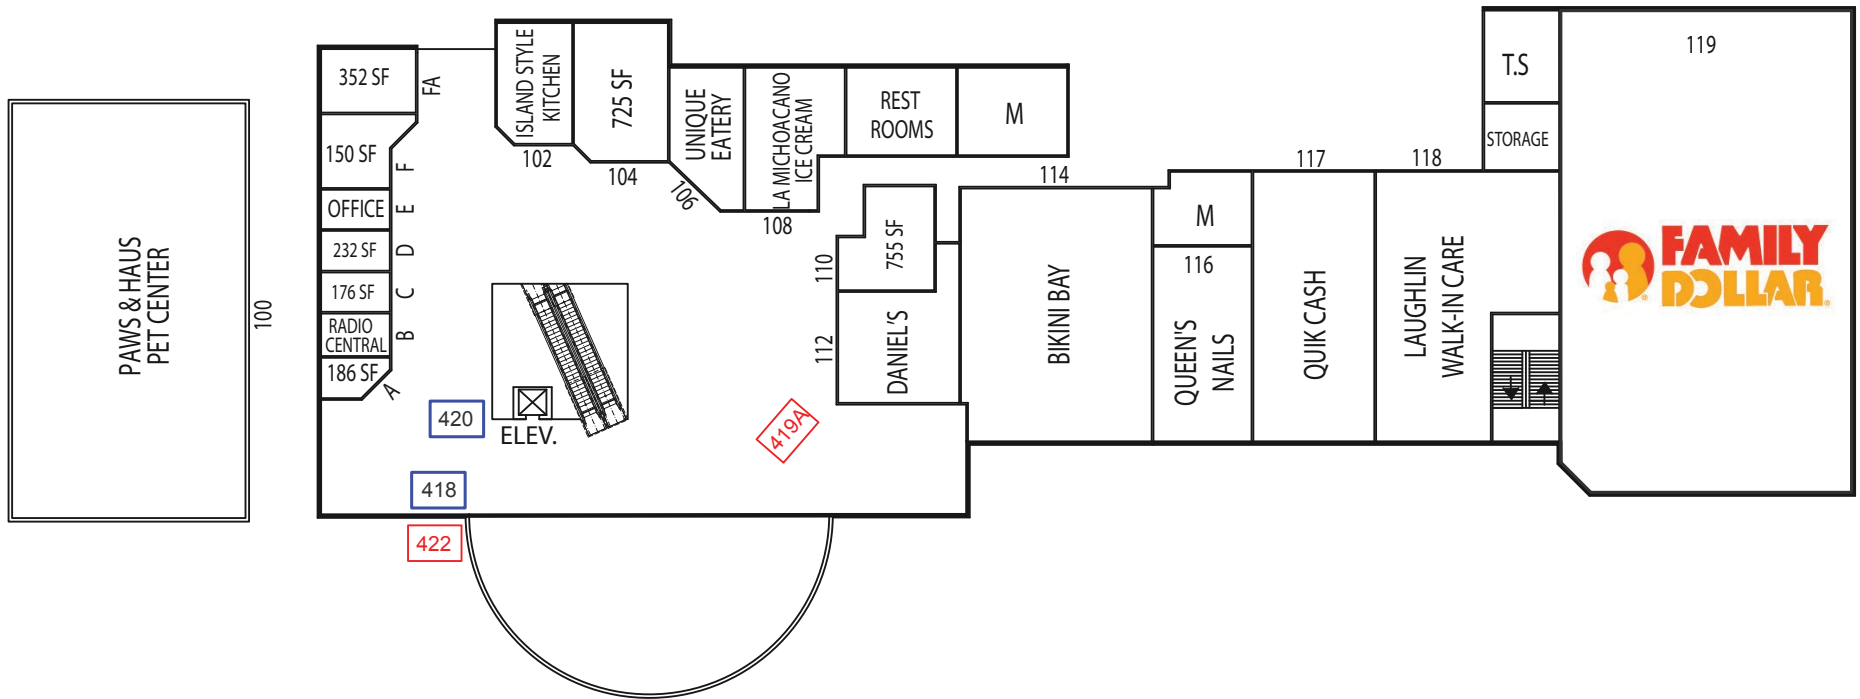 PAWS & HAUS
PET CENTER
100
352 SF
FA
150 SF
F
OFFICE
E
232 SF
D
176 SF
C
RADIO
CENTRAL
B
186 SF
A
ISLAND STYLE
KITCHEN
102
725 SF
104
UNIQUE
EATERY
106
LA MICHOACANO
ICE CREAM
108
REST
ROOMS
M
755 SF
110
DANIEL'S
112
ELEV.
420
418
422
419A
114
BIKINI BAY
M
116
QUEEN'S
NAILS
117
QUIK CASH
118
LAUGHLIN
WALK-IN CARE
T.S
STORAGE
119
FAMILY
DOLLAR